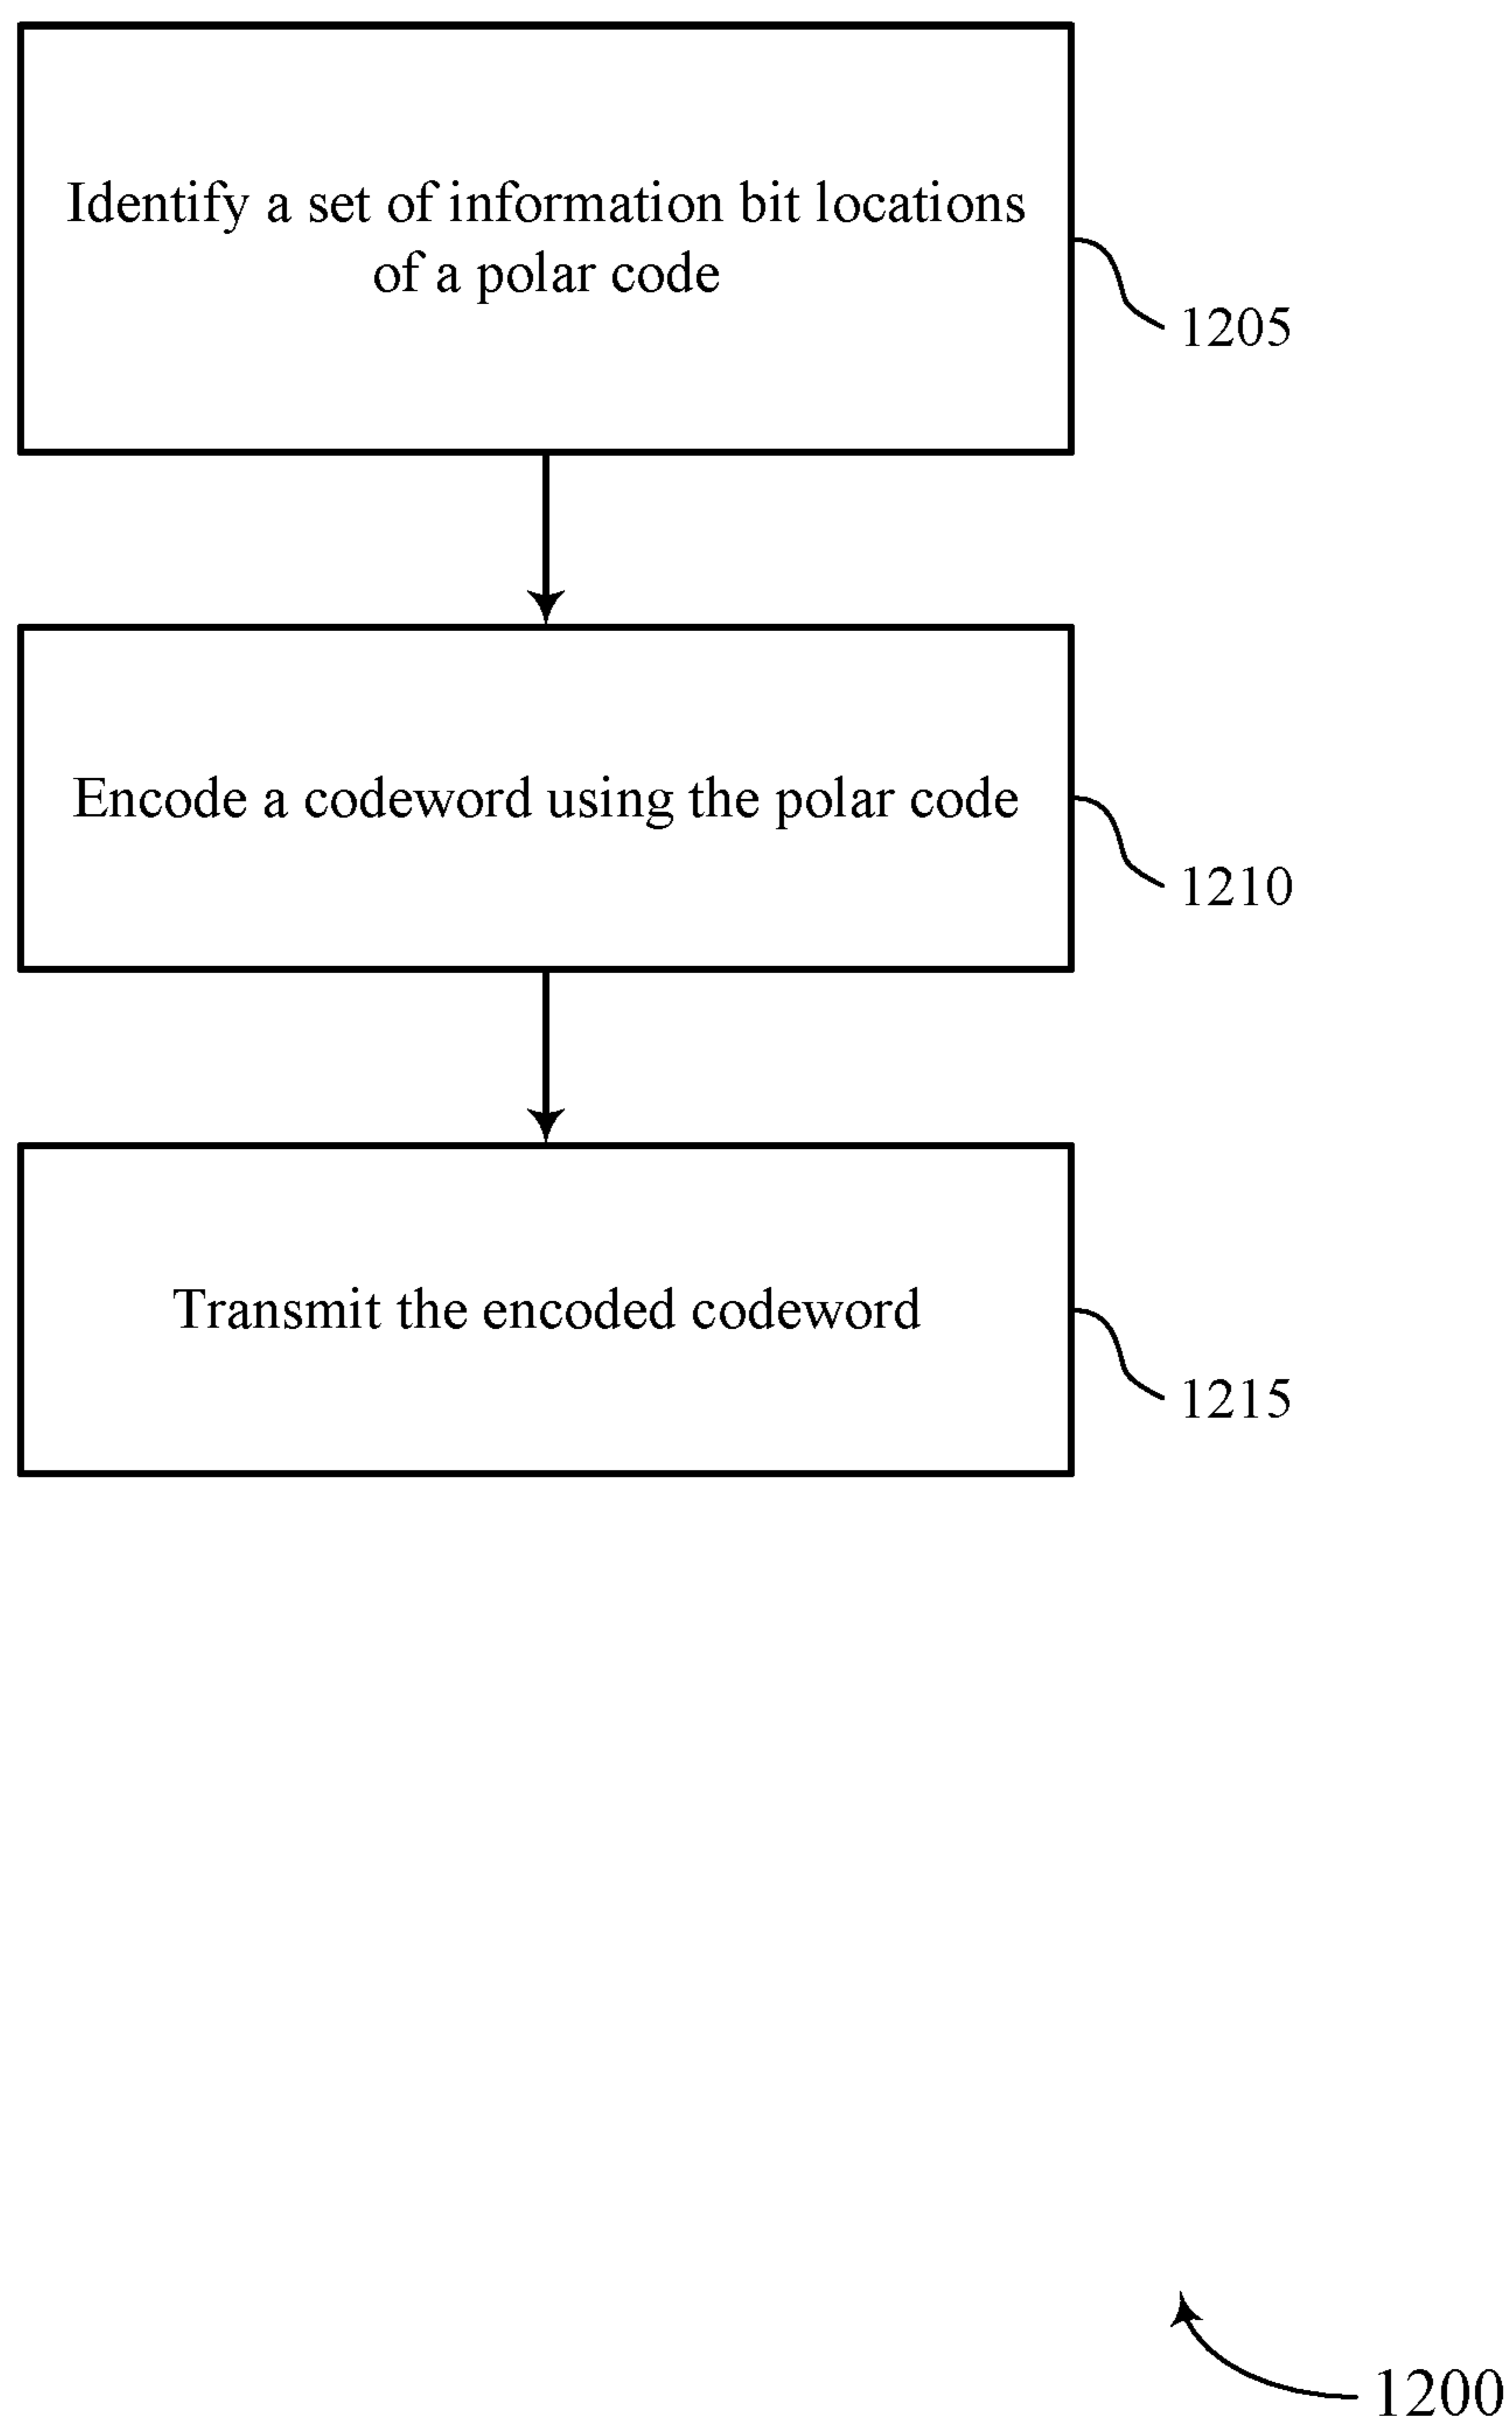 Identify a set of information bit locations
of a polar code
1205
Encode a codeword using the polar code
1210
Transmit the encoded codeword
1215
1200